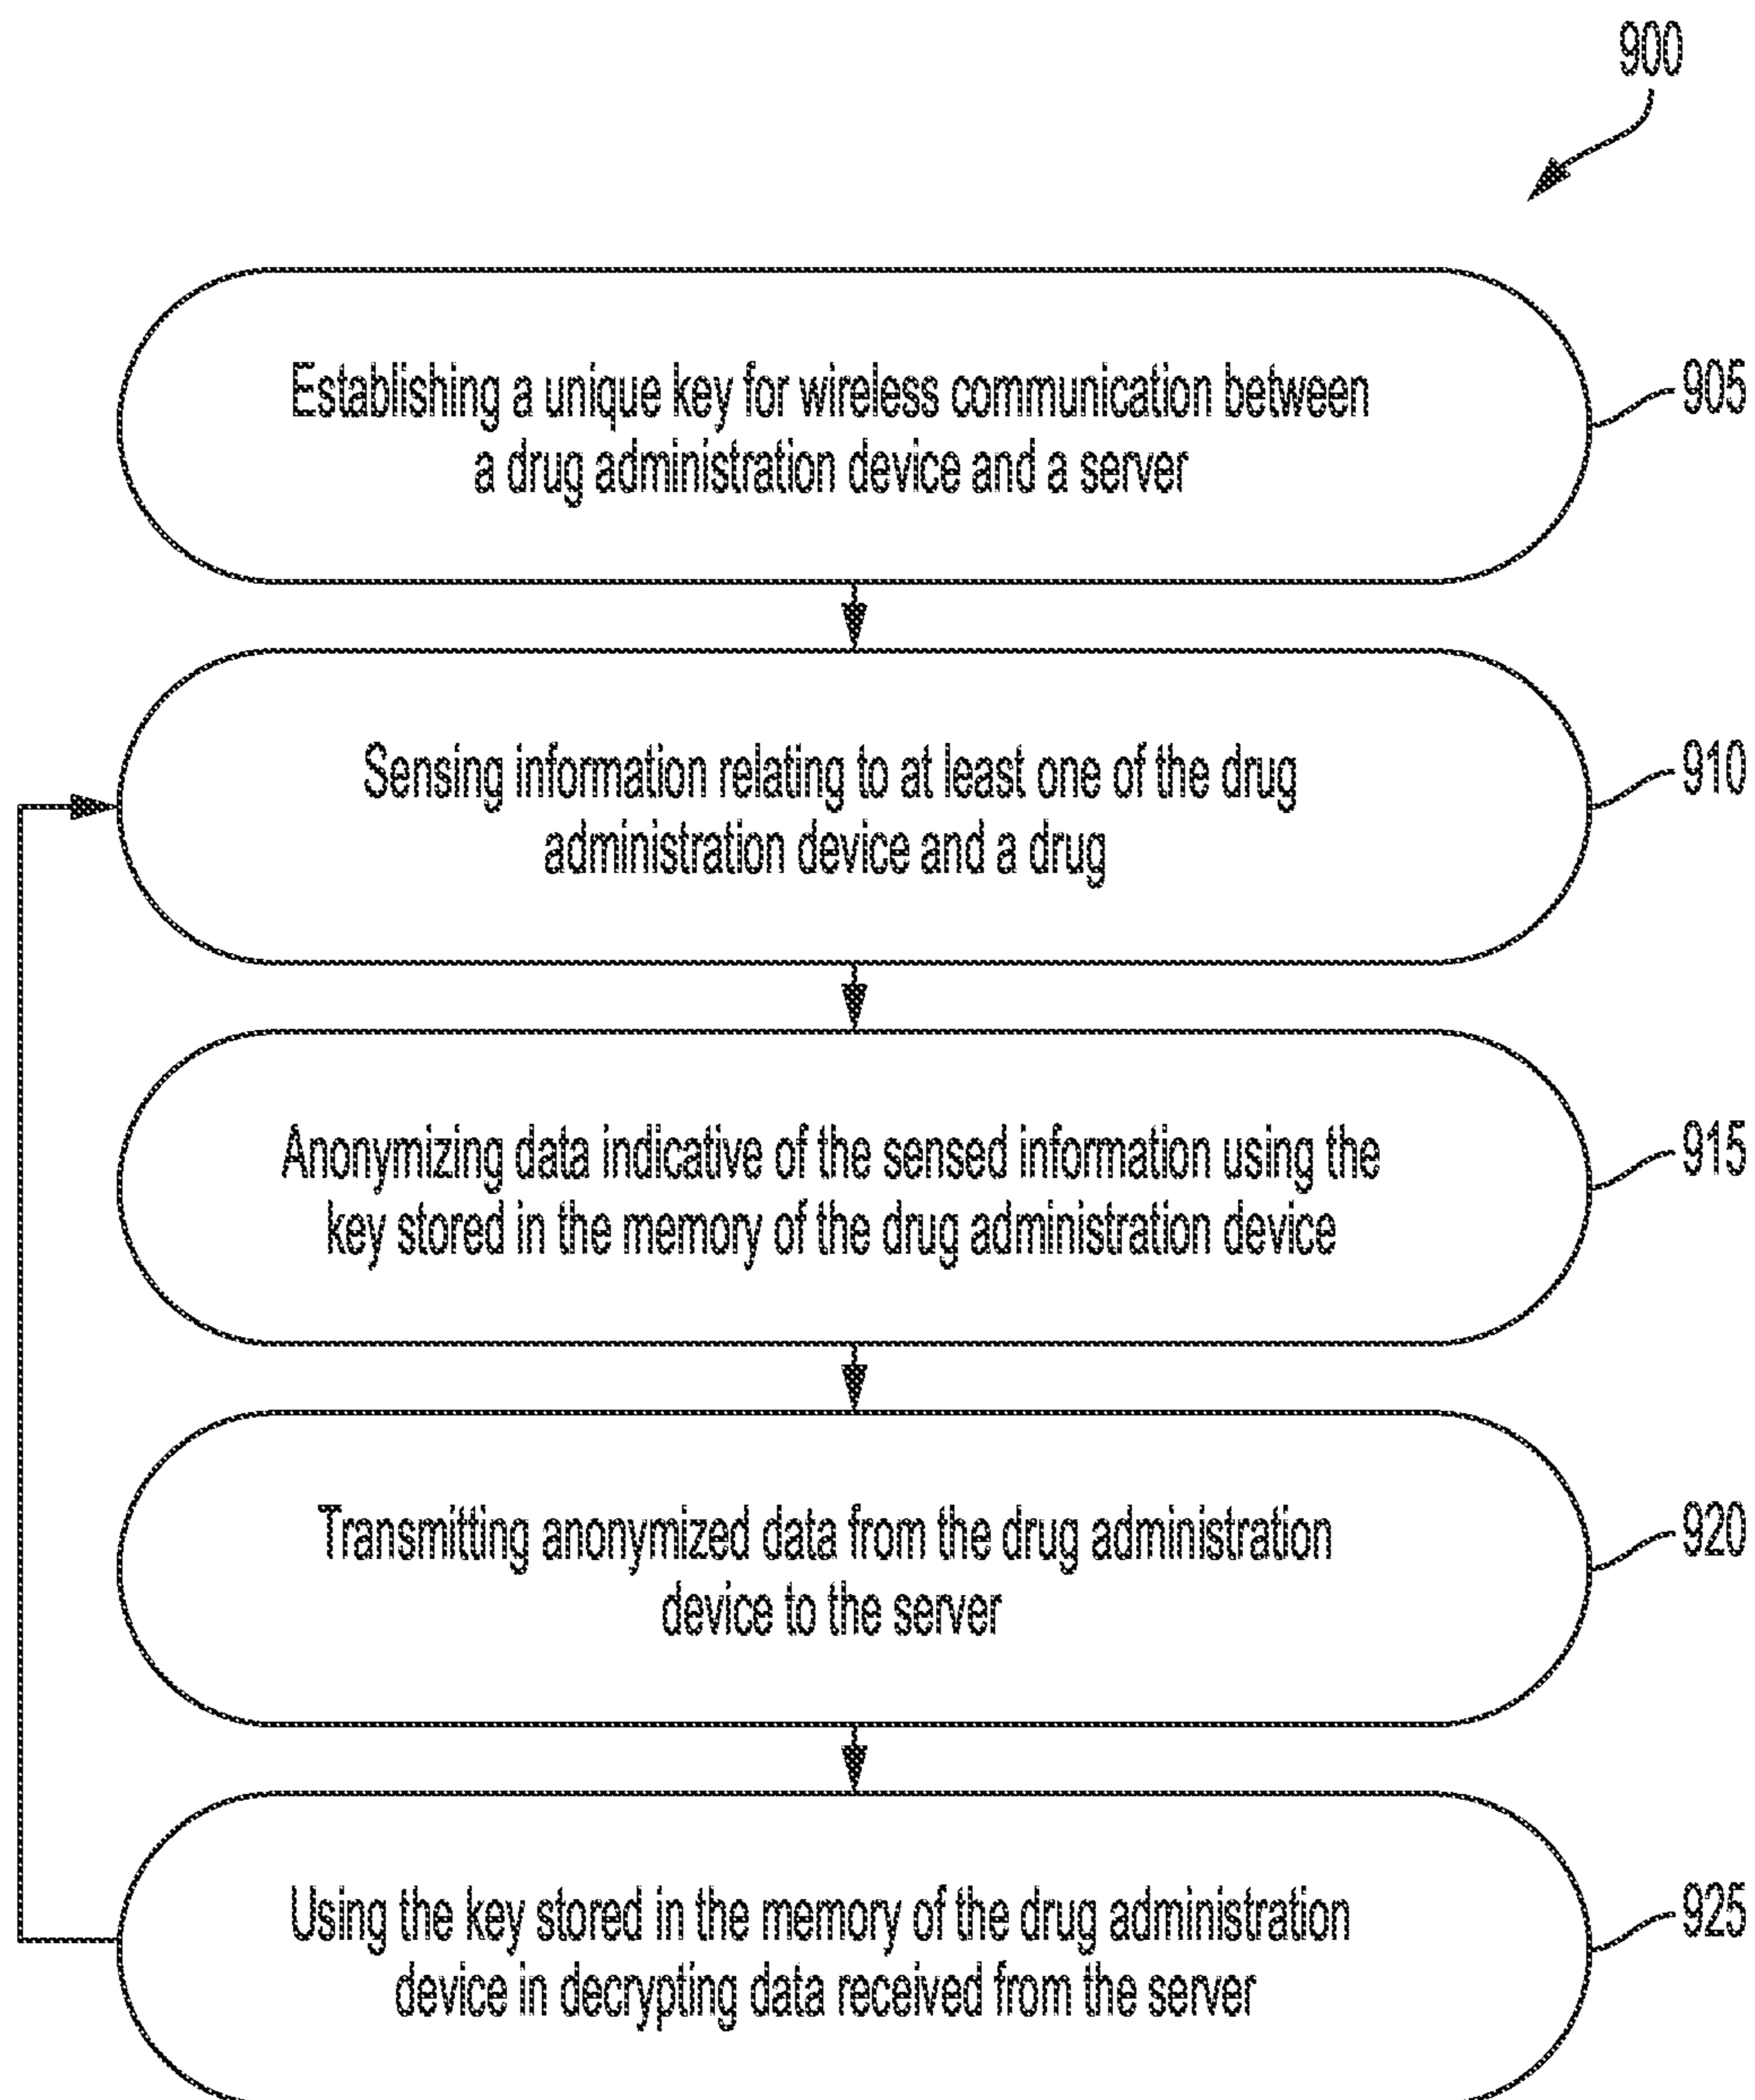 900
Establishing a unique key for wireless communication between
a drug administration device and a server
905
Sensing information relating to at least one of the drug
administration device and a drug
910
Anonymizing data indicative of the sensed information using the
key stored in the memory of the drug administration device
915
Transmitting anonymized data from the drug administration
device to the server
920
Using the key stored in the memory of the drug administration
device in decrypting data received from the server
925